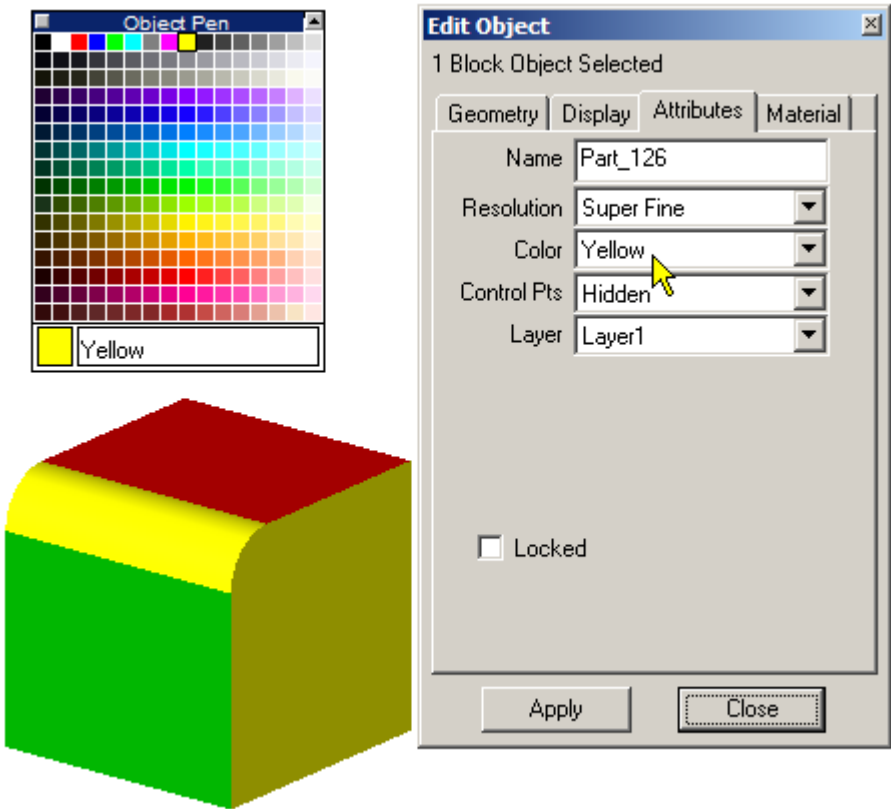 Object Pen
Yellow
Edit Object
1 Block Object Selected
Geometry Display Attributes Material
Name Part_126
Resolution Super Fine
Color Yellow
Control Pts Hidden
Layer Layer1
Locked
Apply Close